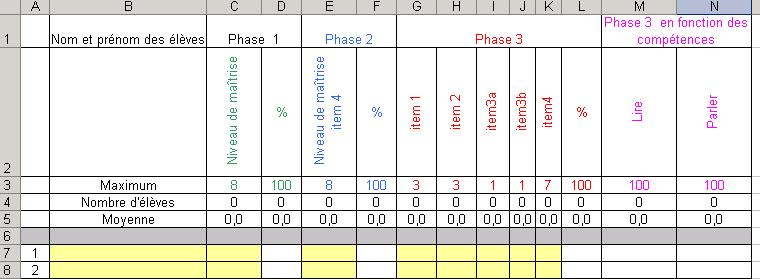 A B C D E F G H I J K L M N
1 Nom et prénom des élèves Phase 1 Phase 2 Phase 3 Phase 3 en fonction des
compétences
2 Niveau de maîtrise % Niveau de maîtrise
item 4 % item 1 item 2 item3a item3b item4 % Lire Parler
3 Maximum 8 100 8 100 3 3 1 1 7 100 100 100
4 Nombre d'élèves 0 0 0 0 0 0 0 0 0 0 0 0
5 Moyenne 0,0 0,0 0,0 0,0 0,0 0,0 0,0 0,0 0,0 0,0 0,0 0,0
6
7 1
8 2